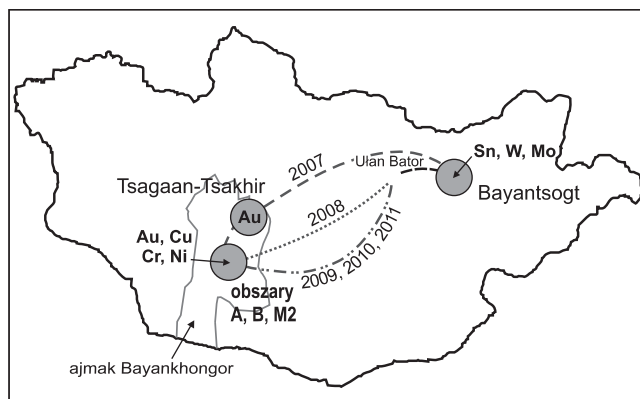 2007
Ułan Bator
Sn, W, Mo
Tsagaan-Tsakhir
Bayantsogt
Au
2008
Au, Cu
Cr, Ni
2009, 2010, 2011
obszary
A, B, M2
ajmak Bayankhongor